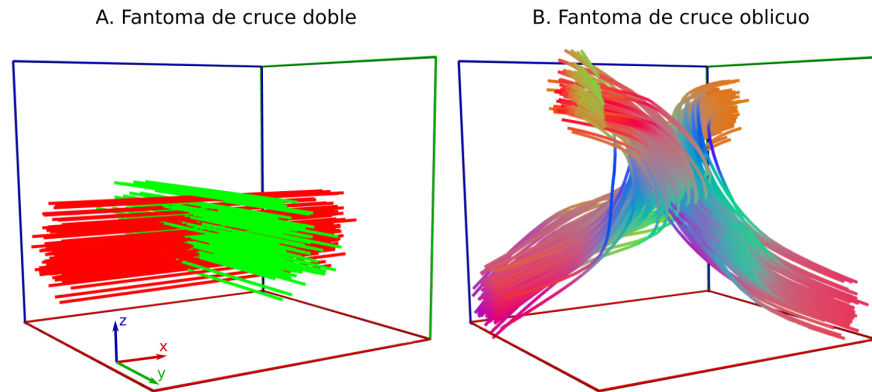 A. Fantoma de cruce doble
B. Fantoma de cruce oblicuo
z
x
y